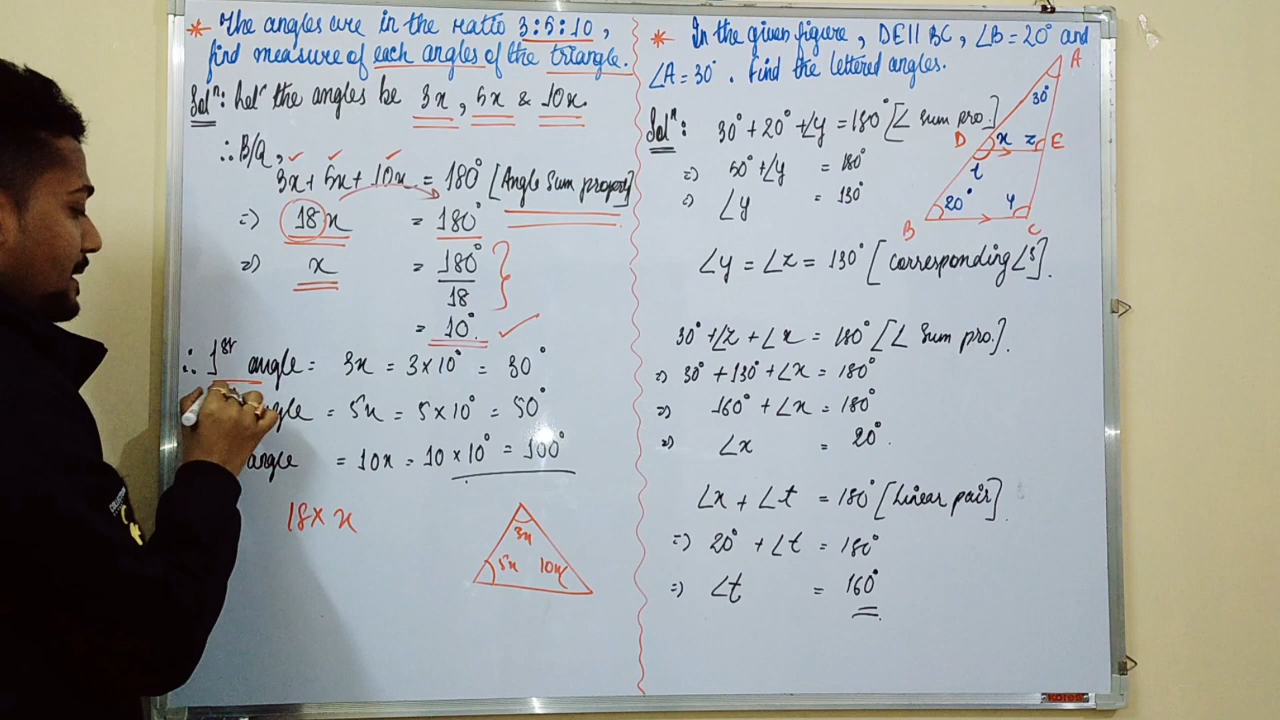 * The angles are in the ratio 3:5:10,
find measure of each angles of the triangle.
Solⁿ: Let the angles be 3x, 5x & 10x.
∴ B/Q,
3x + 5x + 10x = 180° [Angle Sum property]
=) 18x = 180°
=) x = 180°
18
= 10°.
∴ 1st angle = 3x = 3×10° = 30°
gle = 5x = 5×10° = 50°
angle = 10x = 10×10° = 100°
18× x
3x
5x 10x
* In the given figure, DE || BC, ∠B = 20° and
∠A = 30°. Find the lettered angles.
A
30°
D x z E
t
20° y
B C
Solⁿ: 30° + 20° + ∠y = 180° [∠ Sum pro.]
=) 50° + ∠y = 180°
=) ∠y = 130°
∠y = ∠z = 130° [corresponding ∠s].
30° + ∠z + ∠x = 180° [∠ Sum pro.].
=) 30° + 130° + ∠x = 180°
=) 160° + ∠x = 180°
=) ∠x = 20°.
∠x + ∠t = 180° [Linear pair].
=) 20° + ∠t = 180°
=) ∠t = 160°